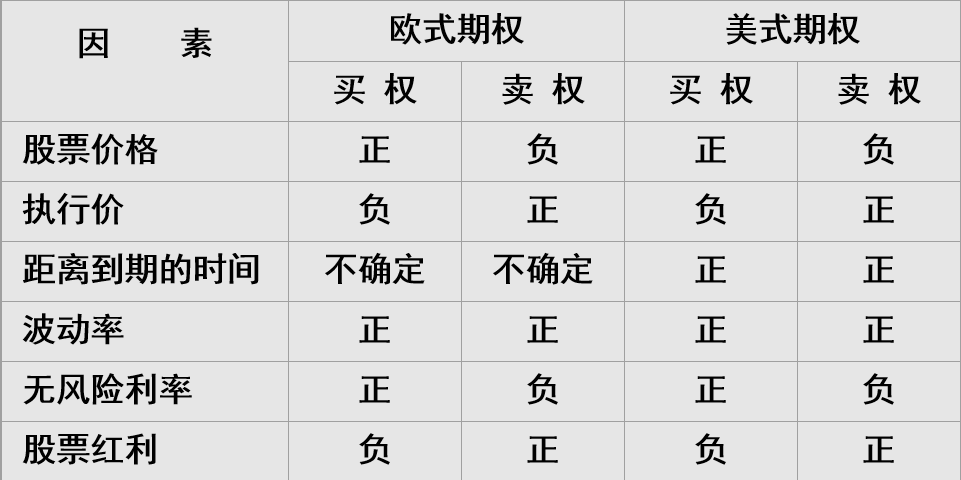 因 素 欧式期权 美式期权
买 权 卖 权 买 权 卖 权
股票价格 正 负 正 负
执行价 负 正 负 正
距离到期的时间 不确定 不确定 正 正
波动率 正 正 正 正
无风险利率 正 负 正 负
股票红利 负 正 负 正